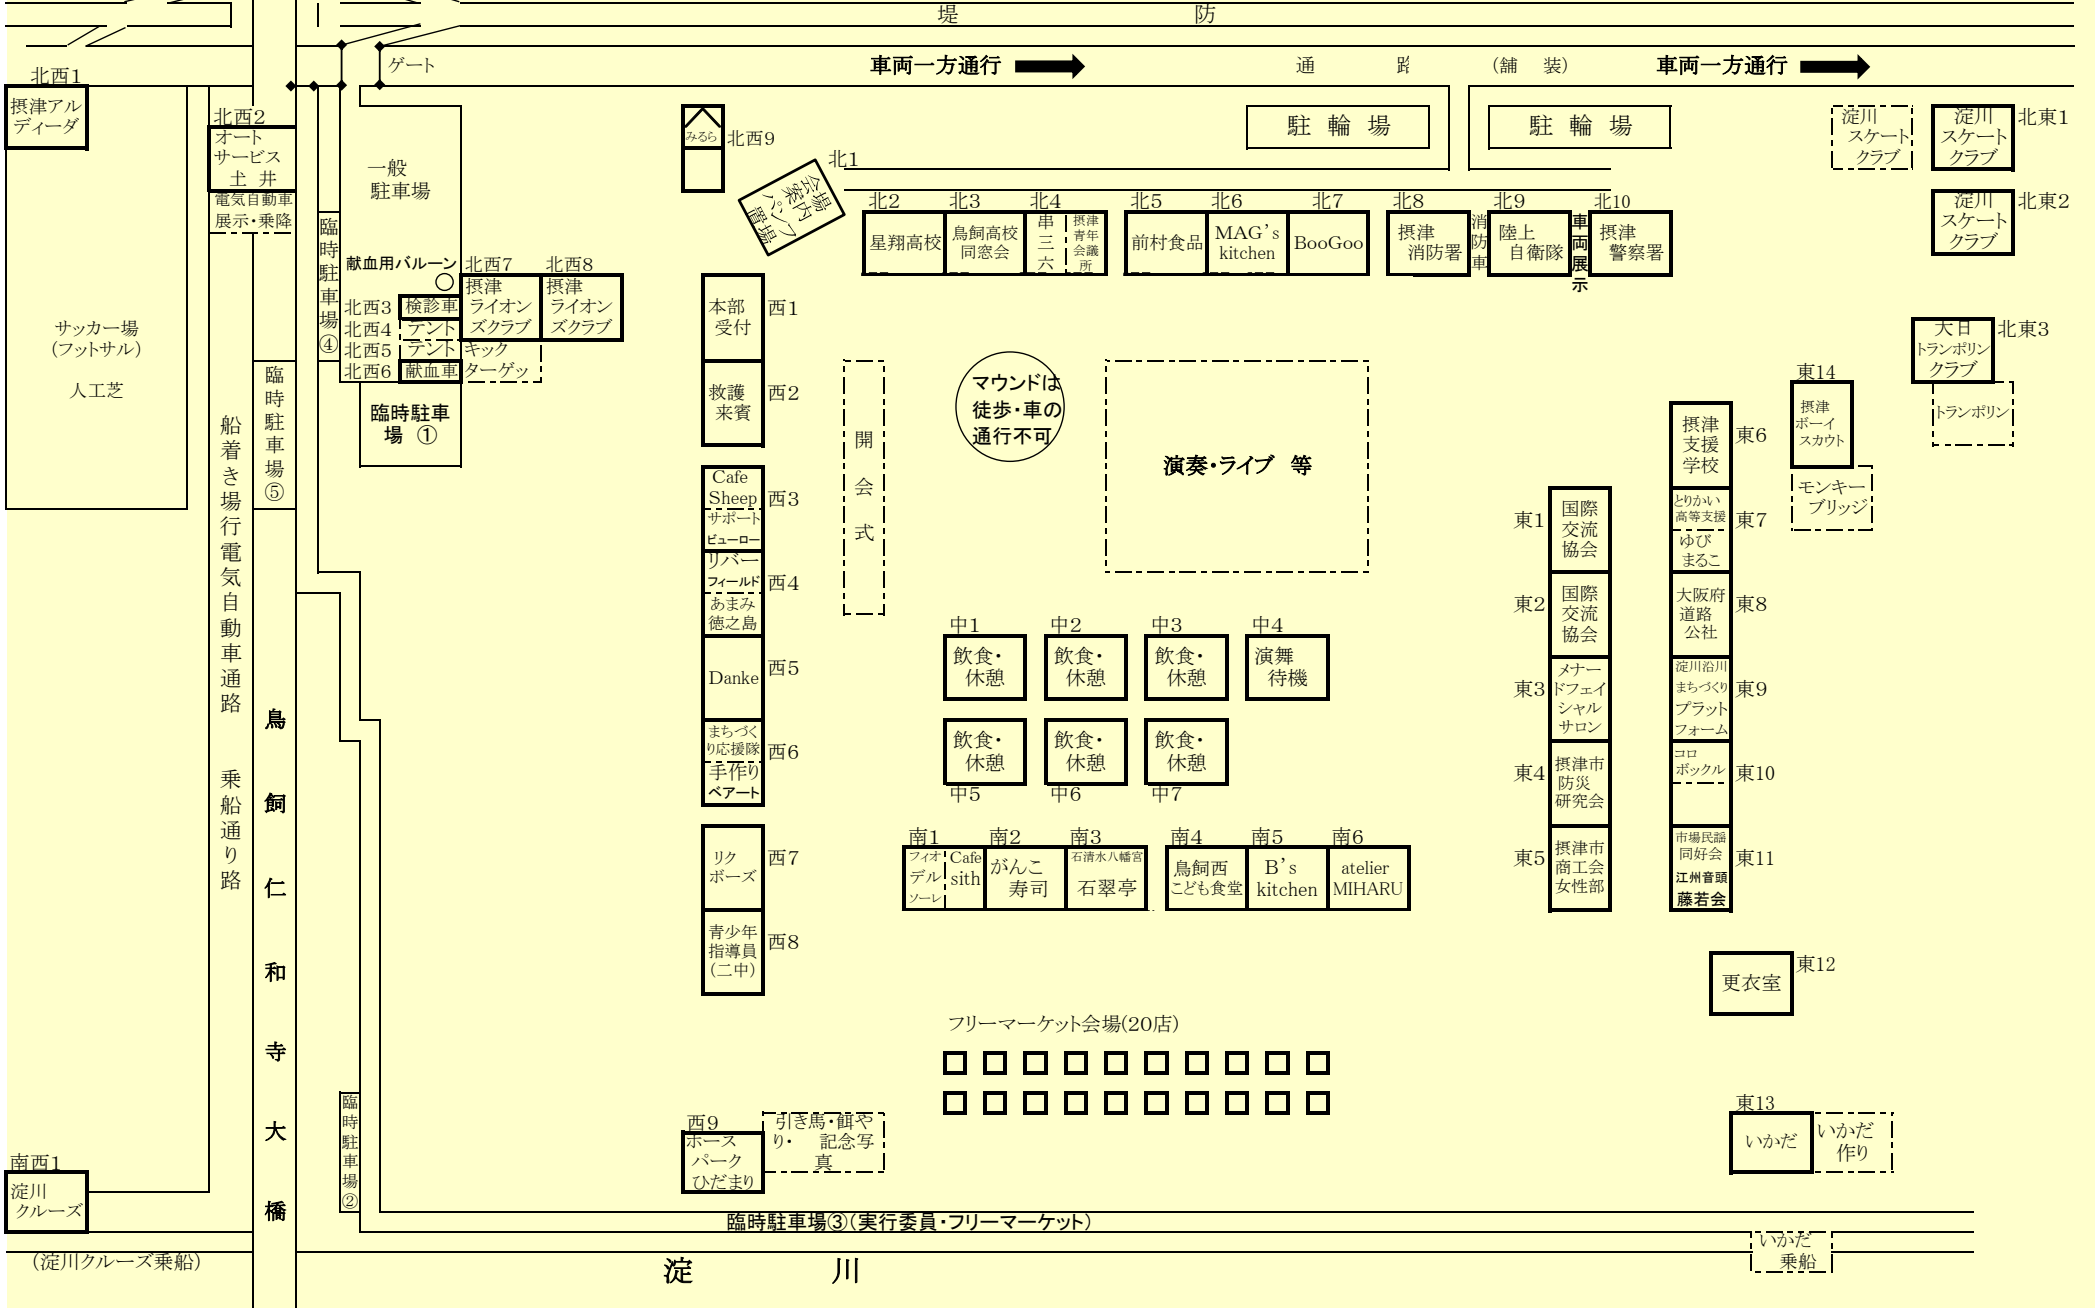 堤　防
ゲート
車両一方通行
通　路　(舗　装)
車両一方通行
北西1
摂津アル
ディーダ
北西2
オート
サービス
土 井
電気自動車
展示・乗降
一般
駐車場
臨時駐車場④
みるら
北西9
北1
会場
案内
パンフ
置場
駐 輪 場
駐 輪 場
淀川
スケート
クラブ
淀川
スケート
クラブ
北東1
淀川
スケート
クラブ
北東2
北2
星翔高校
北3
鳥飼高校
同窓会
北4
串三六
摂津
青年
会議
所
北5
前村食品
北6
MAG's
kitchen
北7
BooGoo
北8
摂津
消防署
消防車
北9
陸上
自衛隊
車両展示
北10
摂津
警察署
献血用バルーン
北西7
摂津
ライオン
ズクラブ
北西8
摂津
ライオン
ズクラブ
北西3
検診車
北西4
テント
北西5
テント
キック
ターゲッ
北西6
献血車
サッカー場
(フットサル)
人工芝
臨時駐車場⑤
臨時駐車
場 ①
船着き場行電気自動車通路　乗船通り路
鳥飼仁和寺大橋
本部
受付
西1
救護
来賓
西2
Cafe
Sheep
サポート
ビューロー
西3
リバー
フィールド
あまみ
徳之島
西4
Danke
西5
まちづく
り応援隊
手作り
ベアート
西6
リク
ボーズ
西7
青少年
指導員
(二中)
西8
開会式
マウンドは
徒歩・車の
通行不可
演奏・ライブ 等
大日
トランポリン
クラブ
北東3
トランポリン
東14
摂津
ボーイ
スカウト
モンキー
ブリッジ
東1
国際
交流
協会
東2
国際
交流
協会
東3
メナー
ドフェイ
シャル
サロン
東4
摂津市
防災
研究会
東5
摂津市
商工会
女性部
摂津
支援
学校
東6
とりかい
高等支援
ゆび
まるこ
東7
大阪府
道路
公社
東8
淀川沿川
まちづくり
プラット
フォーム
東9
コロ
ボックル
東10
市場民謡
同好会
江州音頭
藤若会
東11
中1
飲食・
休憩
中2
飲食・
休憩
中3
飲食・
休憩
中4
演舞
待機
飲食・
休憩
中5
飲食・
休憩
中6
飲食・
休憩
中7
南1
フィオ
デル
ソーレ
Cafe
sith
南2
がんこ
寿司
南3
石清水八幡宮
石翠亭
南4
鳥飼西
こども食堂
南5
B's
kitchen
南6
atelier
MIHARU
更衣室
東12
フリーマーケット会場(20店)
臨時駐車場②
西9
ホース
パーク
ひだまり
引き馬・餌や
り・　記念写
真
東13
いかだ
いかだ
作り
南西1
淀川
クルーズ
(淀川クルーズ乗船)
臨時駐車場③(実行委員・フリーマーケット)
いかだ
乗船
淀　川